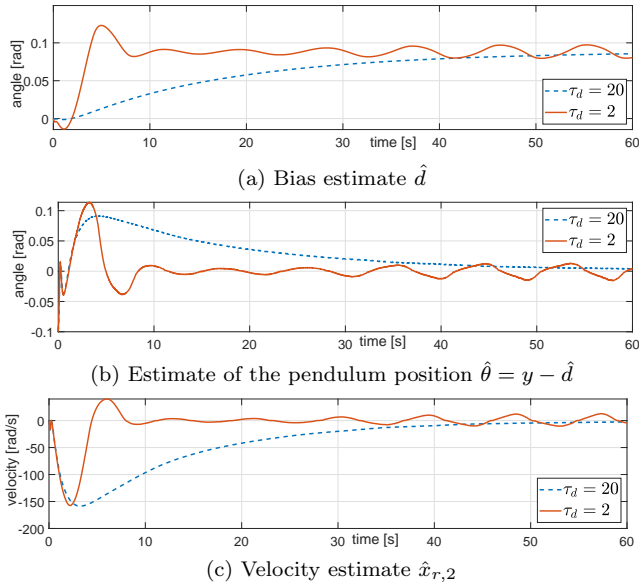 angle [rad]
0.1
0.05
0
τ_d = 20
τ_d = 2
0 10 20 30 40 50 60
time [s]
(a) Bias estimate d̂
angle [rad]
0.1
0.05
0
-0.05
-0.1
τ_d = 20
τ_d = 2
0 10 20 30 40 50 60
time [s]
(b) Estimate of the pendulum position θ̂ = y − d̂
velocity [rad/s]
0
-50
-100
-150
-200
τ_d = 20
τ_d = 2
0 10 20 30 40 50 60
time [s]
(c) Velocity estimate x̂_{r,2}